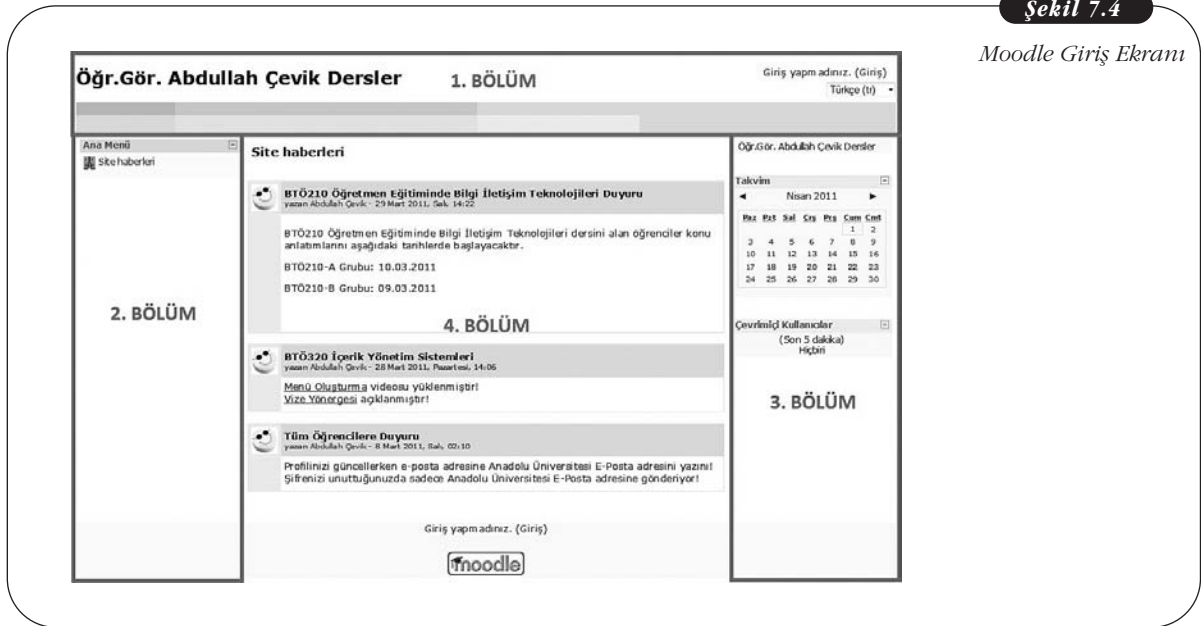 Şekil 7.4
Moodle Giriş Ekranı
Öğr.Gör. Abdullah Çevik Dersler
1. BÖLÜM
Giriş yapmadınız. (Giriş)
Türkçe (tr)
Ana Menü
Site haberleri
2. BÖLÜM
Site haberleri
BTÖ210 Öğretmen Eğitiminde Bilgi İletişim Teknolojileri Duyuru
yazan Abdullah Çevik - 29 Mart 2011, Salı, 14:22
BTÖ210 Öğretmen Eğitiminde Bilgi İletişim Teknolojileri dersini alan öğrenciler konu
anlatımlarını aşağıdaki tarihlerde başlayacaktır.
BTÖ210-A Grubu: 10.03.2011
BTÖ210-B Grubu: 09.03.2011
4. BÖLÜM
BTÖ320 İçerik Yönetim Sistemleri
yazan Abdullah Çevik - 28 Mart 2011, Pazartesi, 14:06
Menü Oluşturma videosu yüklenmiştir!
Vize Yönergesi açıklanmıştır!
Tüm Öğrencilere Duyuru
yazan Abdullah Çevik - 8 Mart 2011, Salı, 02:10
Profilinizi güncellerken e-posta adresine Anadolu Üniversitesi E-Posta adresini yazını!
Şifrenizi unuttuğunuzda sadece Anadolu Üniversitesi E-Posta adresine gönderiyor!
Giriş yapmadınız. (Giriş)
moodle
Öğr.Gör. Abdullah Çevik Dersler
Takvim
Nisan 2011
Paz Pzt Sal Çrş Prş Cum Cmt
1 2
3 4 5 6 7 8 9
10 11 12 13 14 15 16
17 18 19 20 21 22 23
24 25 26 27 28 29 30
Çevrimiçi Kullanıcılar
(Son 5 dakika)
Hiçbiri
3. BÖLÜM